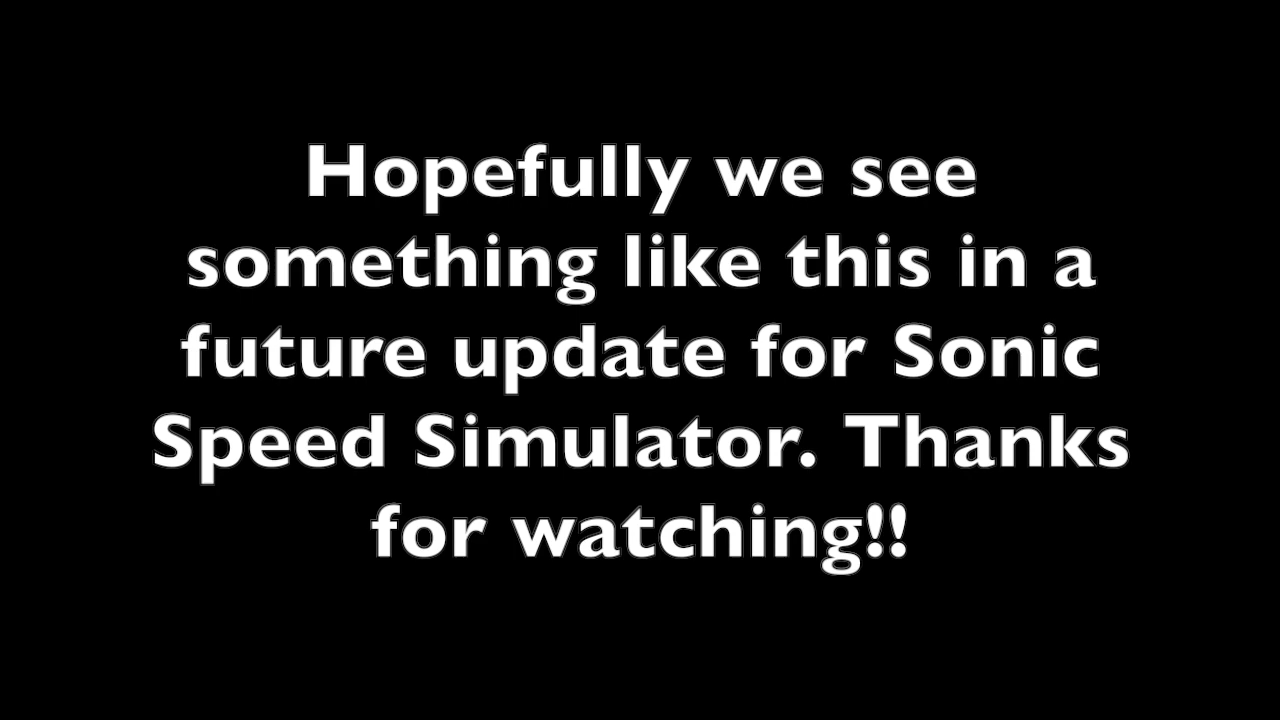 Hopefully we see
something like this in a
future update for Sonic
Speed Simulator. Thanks
for watching!!